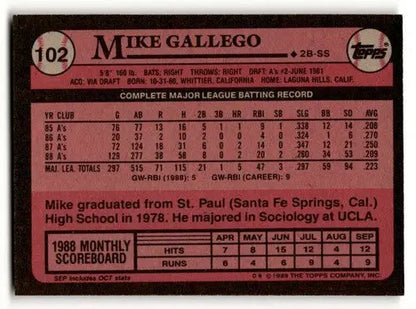 102
MIKE GALLEGO
2B-SS
TOPPS
5'8" 160 lb. BATS: RIGHT THROWS: RIGHT DRFT: A's #2-JUNE 1981
ACQ: VIA DRAFT BORN: 10-31-60, WHITTIER, CALIFORNIA HOME: LAGUNA HILLS, CALIF.
COMPLETE MAJOR LEAGUE BATTING RECORD
YR CLUB G AB R H 2B 3B HR RBI SB SLG BB SO AVG
85 A's 76 77 13 16 5 1 1 9 1 .338 12 14 .208
86 A's 20 37 2 10 2 0 0 4 0 .324 1 6 .270
87 A's 72 124 18 31 6 0 2 14 0 .347 12 21 .250
88 A's 129 277 38 58 8 0 2 20 2 .260 34 53 .209
MAJ. LEA. TOTALS 297 515 71 115 21 1 5 47 3 .297 59 94 .223
GW-RBI (1988): 5 GW-RBI (CAREER): 9
Mike graduated from St. Paul (Santa Fe Springs, Cal.)
High School in 1978. He majored in Sociology at UCLA.
1988 MONTHLY
SCOREBOARD
APR MAY JUN JUL AUG SEP
HITS 7 8 15 12 4 12
RUNS 6 4 9 6 1 12
SEP INCLUDES OCT STATS
© 1989 THE TOPPS COMPANY, INC.